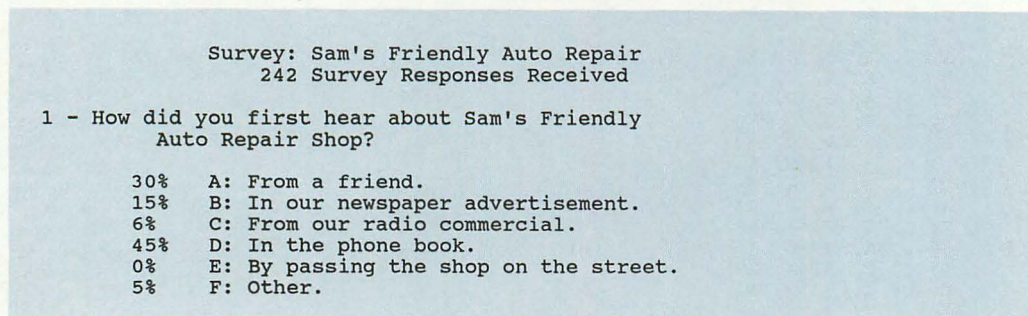 Survey: Sam's Friendly Auto Repair
242 Survey Responses Received
1 - How did you first hear about Sam's Friendly
Auto Repair Shop?
30% A: From a friend.
15% B: In our newspaper advertisement.
6% C: From our radio commercial.
45% D: In the phone book.
0% E: By passing the shop on the street.
5% F: Other.